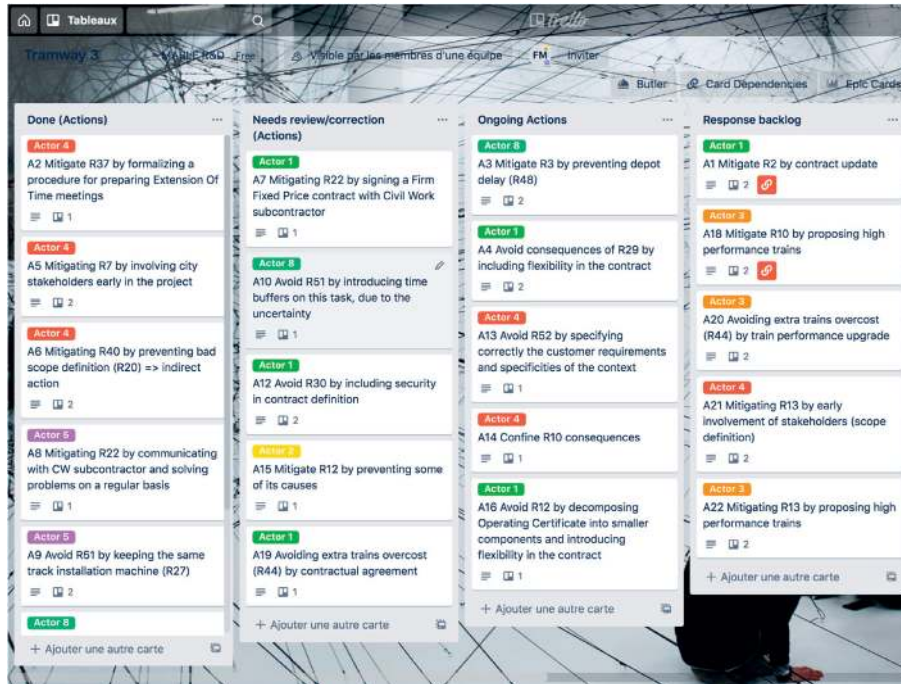 Tableaux
Trello
Tramway 3
MABLE R&D Free
Visible par les membres d'une équipe
FM
Inviter
Butler
Card Dependencies
Epic Cards
Done (Actions)
Actor 4
A2 Mitigate R37 by formalizing a
procedure for preparing Extension Of
Time meetings
1
Actor 4
A5 Mitigating R7 by involving city
stakeholders early in the project
2
Actor 4
A6 Mitigating R40 by preventing bad
scope definition (R20) => indirect
action
2
Actor 5
A8 Mitigating R22 by communicating
with CW subcontractor and solving
problems on a regular basis
1
Actor 5
A9 Avoid R51 by keeping the same
track installation machine (R27)
2
Actor 8
+ Ajouter une autre carte
Needs review/correction
(Actions)
Actor 1
A7 Mitigating R22 by signing a Firm
Fixed Price contract with Civil Work
subcontractor
1
Actor 8
A10 Avoid R51 by introducing time
buffers on this task, due to the
uncertainty
1
Actor 1
A12 Avoid R30 by including security
in contract definition
2
Actor 2
A15 Mitigate R12 by preventing some
of its causes
1
Actor 1
A19 Avoiding extra trains overcost
(R44) by contractual agreement
1
+ Ajouter une autre carte
Ongoing Actions
Actor 8
A3 Mitigate R3 by preventing depot
delay (R48)
2
Actor 1
A4 Avoid consequences of R29 by
including flexibility in the contract
2
Actor 4
A13 Avoid R52 by specifying
correctly the customer requirements
and specificities of the context
1
Actor 4
A14 Confine R10 consequences
1
Actor 1
A16 Avoid R12 by decomposing
Operating Certificate into smaller
components and introducing
flexibility in the contract
1
+ Ajouter une autre carte
Response backlog
Actor 1
A1 Mitigate R2 by contract update
2
Actor 3
A18 Mitigate R10 by proposing high
performance trains
2
Actor 3
A20 Avoiding extra trains overcost
(R44) by train performance upgrade
2
Actor 4
A21 Mitigating R13 by early
involvement of stakeholders (scope
definition)
2
Actor 3
A22 Mitigating R13 by proposing high
performance trains
2
+ Ajouter une autre carte